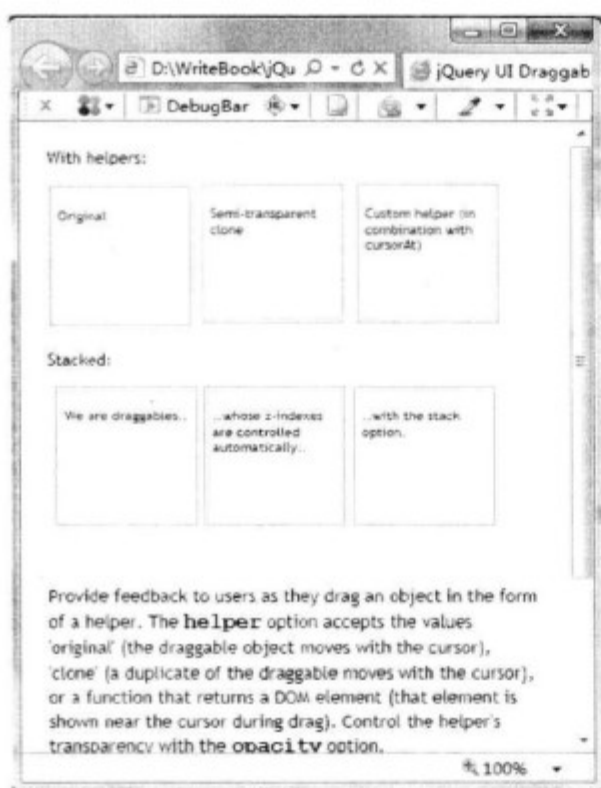 D:\WriteBook\jQu
jQuery UI Draggab
DebugBar
With helpers:
Original
Semi-transparent
clone
Custom helper (in
combination with
cursorAt)
Stacked:
We are draggables..
..whose z-indexes
are controlled
automatically..
..with the stack
option.
Provide feedback to users as they drag an object in the form
of a helper. The helper option accepts the values
'original' (the draggable object moves with the cursor),
'clone' (a duplicate of the draggable moves with the cursor),
or a function that returns a DOM element (that element is
shown near the cursor during drag). Control the helper's
transparency with the opacity option.
100%